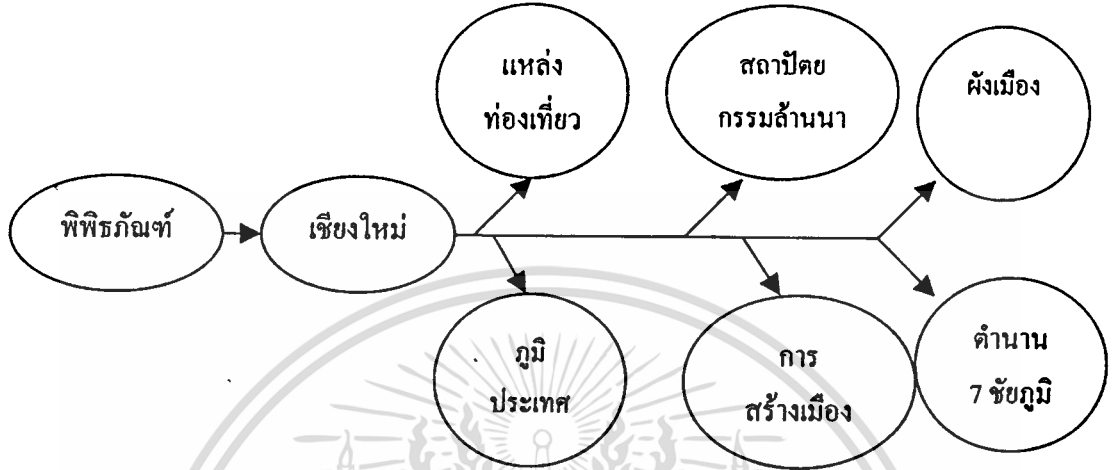 แหล่ง
ท่องเที่ยว
สถาปัตย
กรรมล้านนา
ผังเมือง
พิพิธภัณฑ์
เชียงใหม่
ภูมิ
ประเทศ
การ
สร้างเมือง
ตำนาน
7 ชัยภูมิ